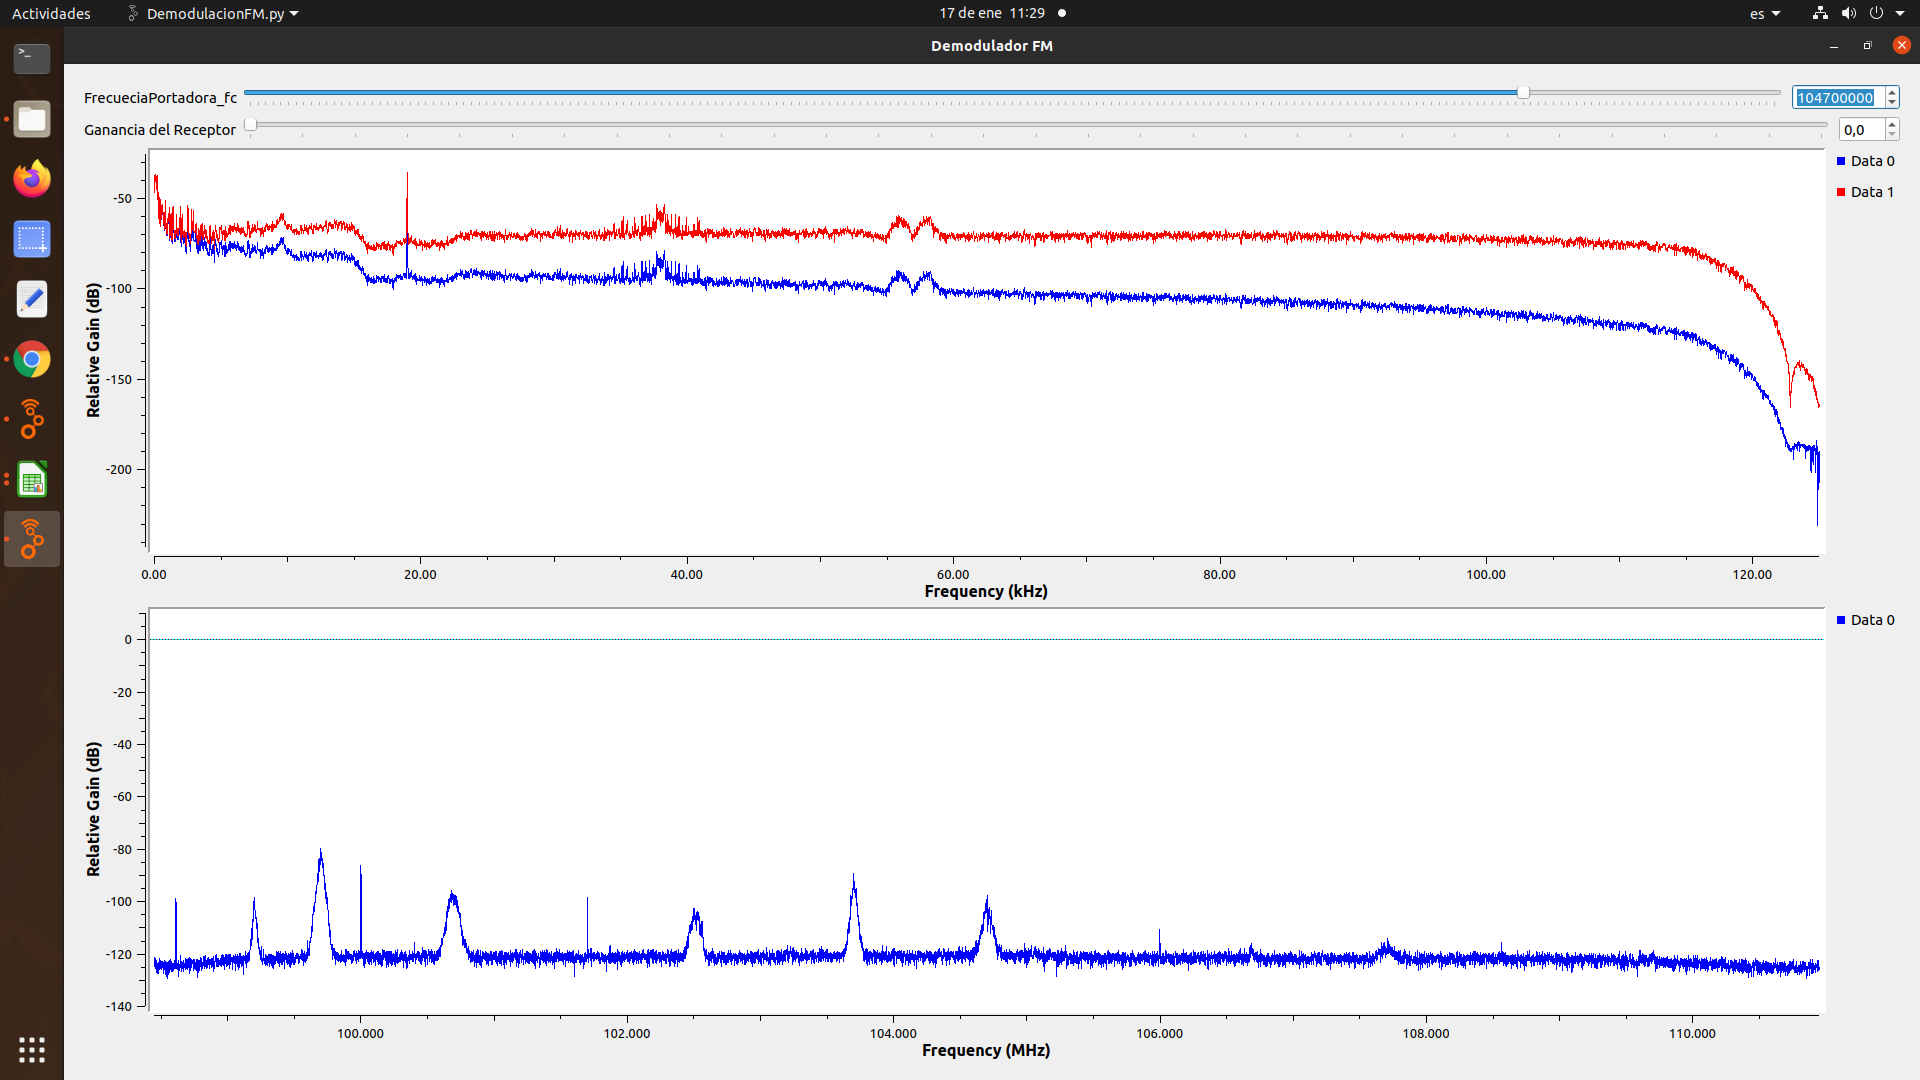 Actividades DemodulacionFM.py 17 de ene 11:29 es
Demodulador FM
FrecueciaPortadora_fc 104700000
Ganancia del Receptor 0,0
Data 0
Data 1
Relative Gain (dB)
-50
-100
-150
-200
0.00 20.00 40.00 60.00 80.00 100.00 120.00
Frequency (kHz)
Data 0
Relative Gain (dB)
0
-20
-40
-60
-80
-100
-120
-140
100.000 102.000 104.000 106.000 108.000 110.000
Frequency (MHz)